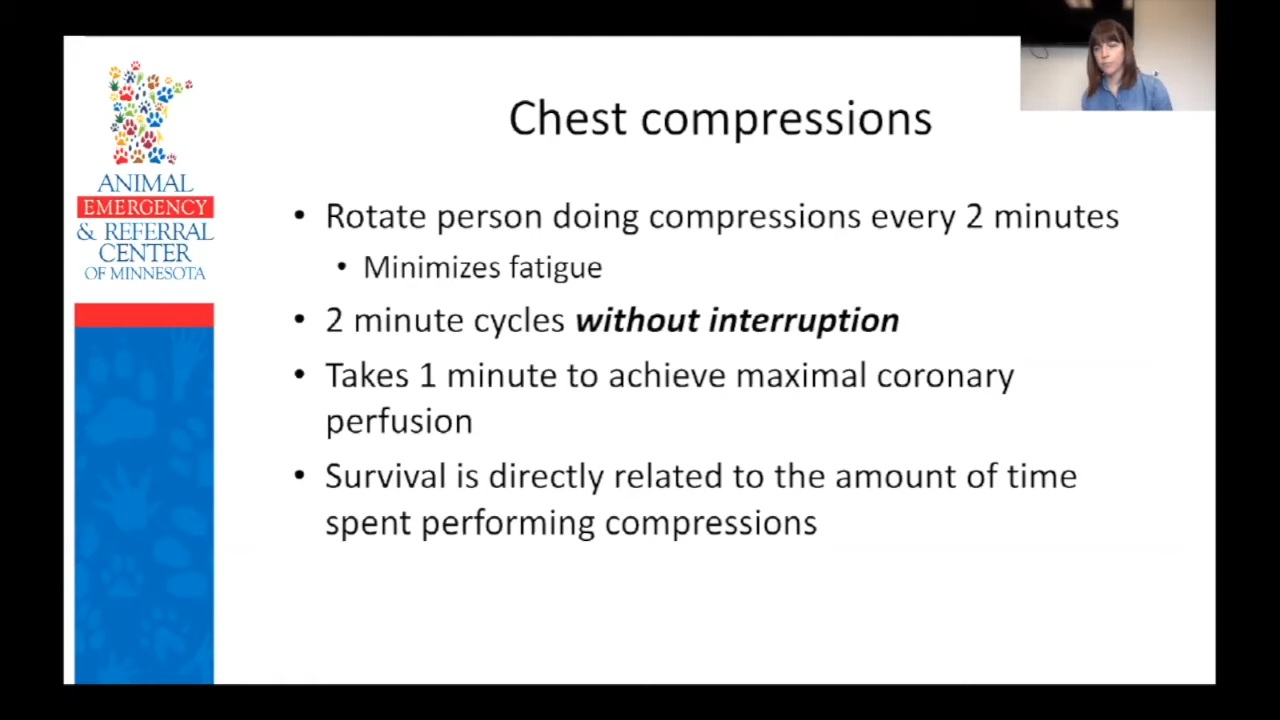 Chest compressions
ANIMAL
EMERGENCY
& REFERRAL
CENTER
OF MINNESOTA
• Rotate person doing compressions every 2 minutes
• Minimizes fatigue
• 2 minute cycles without interruption
• Takes 1 minute to achieve maximal coronary
perfusion
• Survival is directly related to the amount of time
spent performing compressions